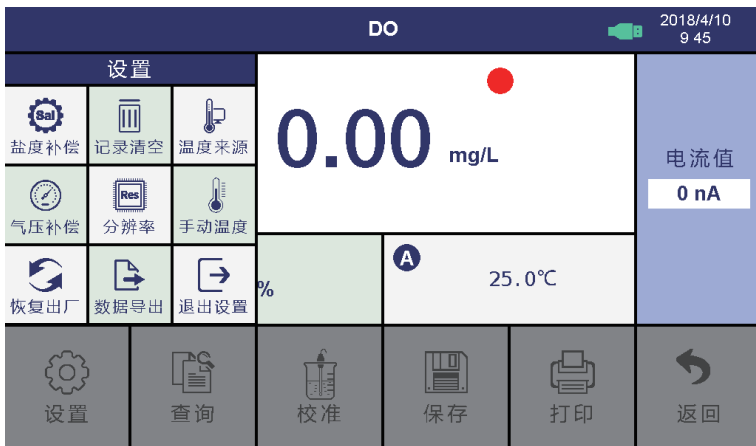 DO
2018/4/10
9 45
设置
Sal
盐度补偿
记录清空
温度来源
气压补偿
Res
分辨率
手动温度
恢复出厂
数据导出
退出设置
0.00 mg/L
%
A
25.0℃
电流值
0 nA
设置
查询
校准
保存
打印
返回